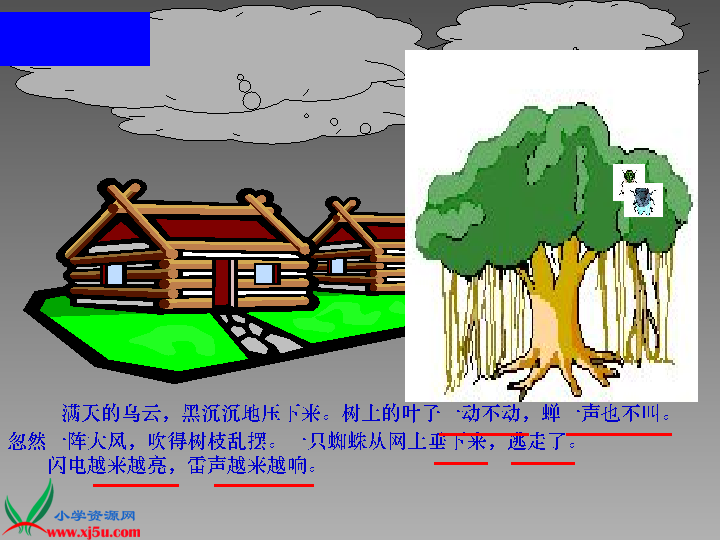 满天的乌云，黑沉沉地压下来。树上的叶子一动不动，蝉一声也不叫。
忽然一阵大风，吹得树枝乱摆。一只蜘蛛从网上垂下来，逃走了。
闪电越来越亮，雷声越来越响。
小学资源网
www.xj5u.com